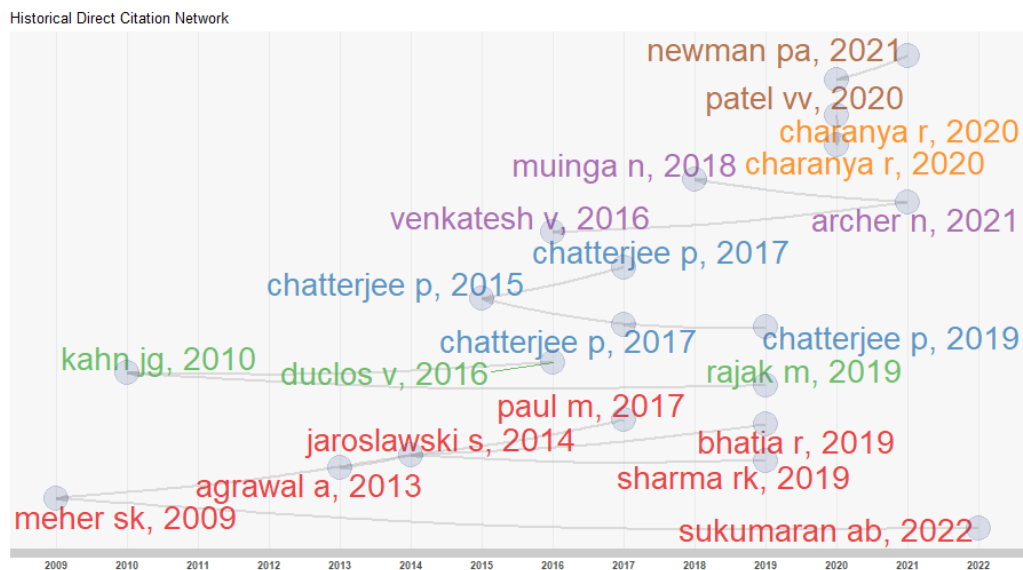 Historical Direct Citation Network
newman pa, 2021
patel vv, 2020
charanya r, 2020
charanya r, 2020
muinga n, 2018
venkatesh v, 2016
archer n, 2021
chatterjee p, 2017
chatterjee p, 2015
chatterjee p, 2017
chatterjee p, 2019
kahn jg, 2010
duclos v, 2016
rajak m, 2019
paul m, 2017
jaroslawski s, 2014
bhatia r, 2019
sharma rk, 2019
agrawal a, 2013
meher sk, 2009
sukumaran ab, 2022
2009 2010 2011 2012 2013 2014 2015 2016 2017 2018 2019 2020 2021 2022